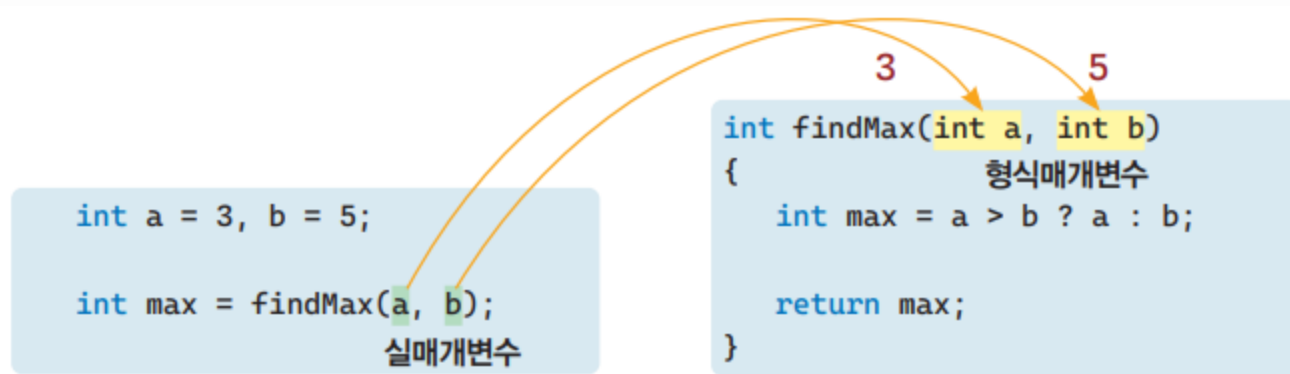 3 5
int findMax(int a, int b)
{
형식매개변수
int max = a > b ? a : b;
return max;
}
int a = 3, b = 5;
int max = findMax(a, b);
실매개변수